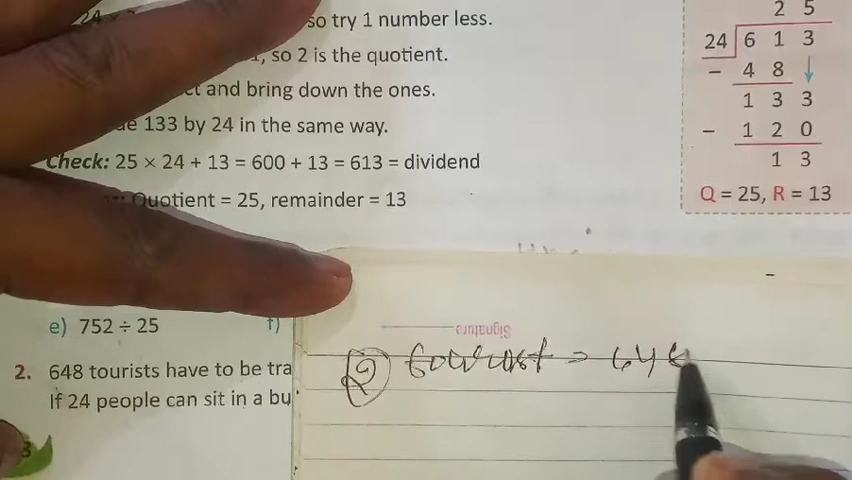 so try 1 number less.
, so 2 is the quotient.
and bring down the ones.
133 by 24 in the same way.
Check: 25 × 24 + 13 = 600 + 13 = 613 = dividend
Quotient = 25, remainder = 13
2 5
24 6 1 3
- 4 8 ↓
1 3 3
- 1 2 0
1 3
Q = 25, R = 13
e) 752 ÷ 25
f)
Signature
2. 648 tourists have to be tra
If 24 people can sit in a bu
② tourist = 648